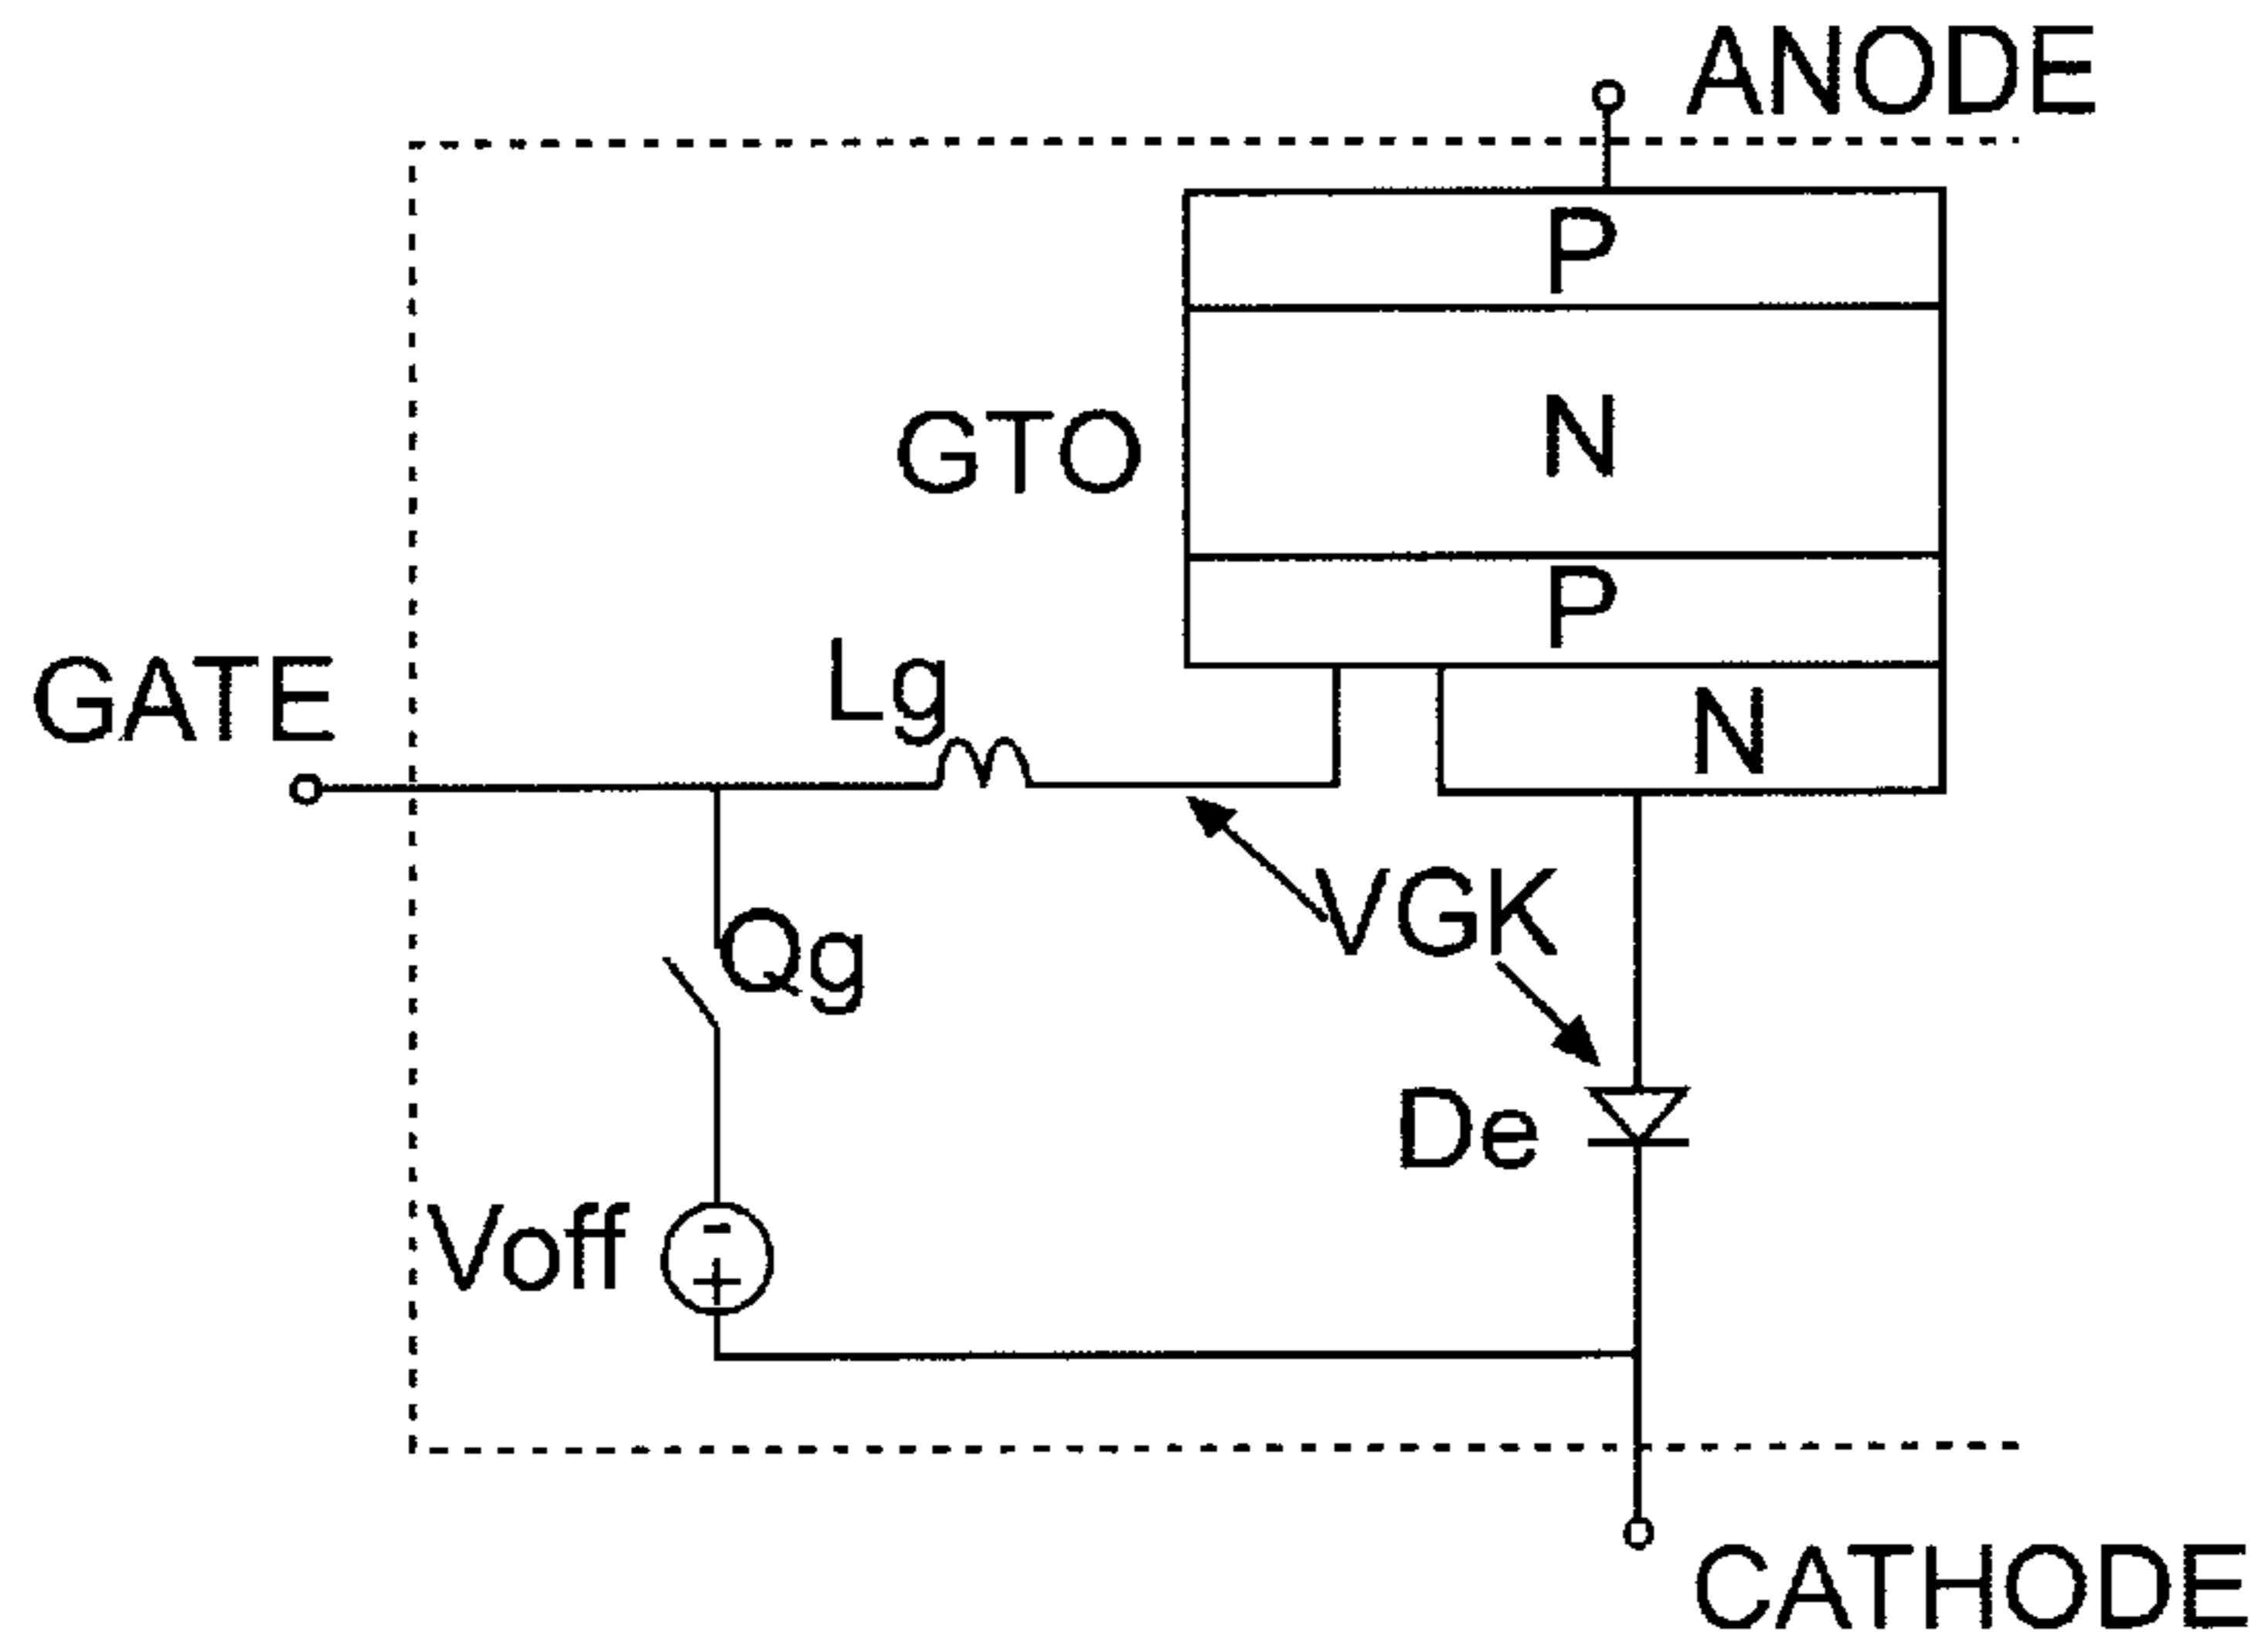 ANODE
P
N
GTO
P
Lg
GATE
N
VGK
Qg
De
Voff
-
+
CATHODE